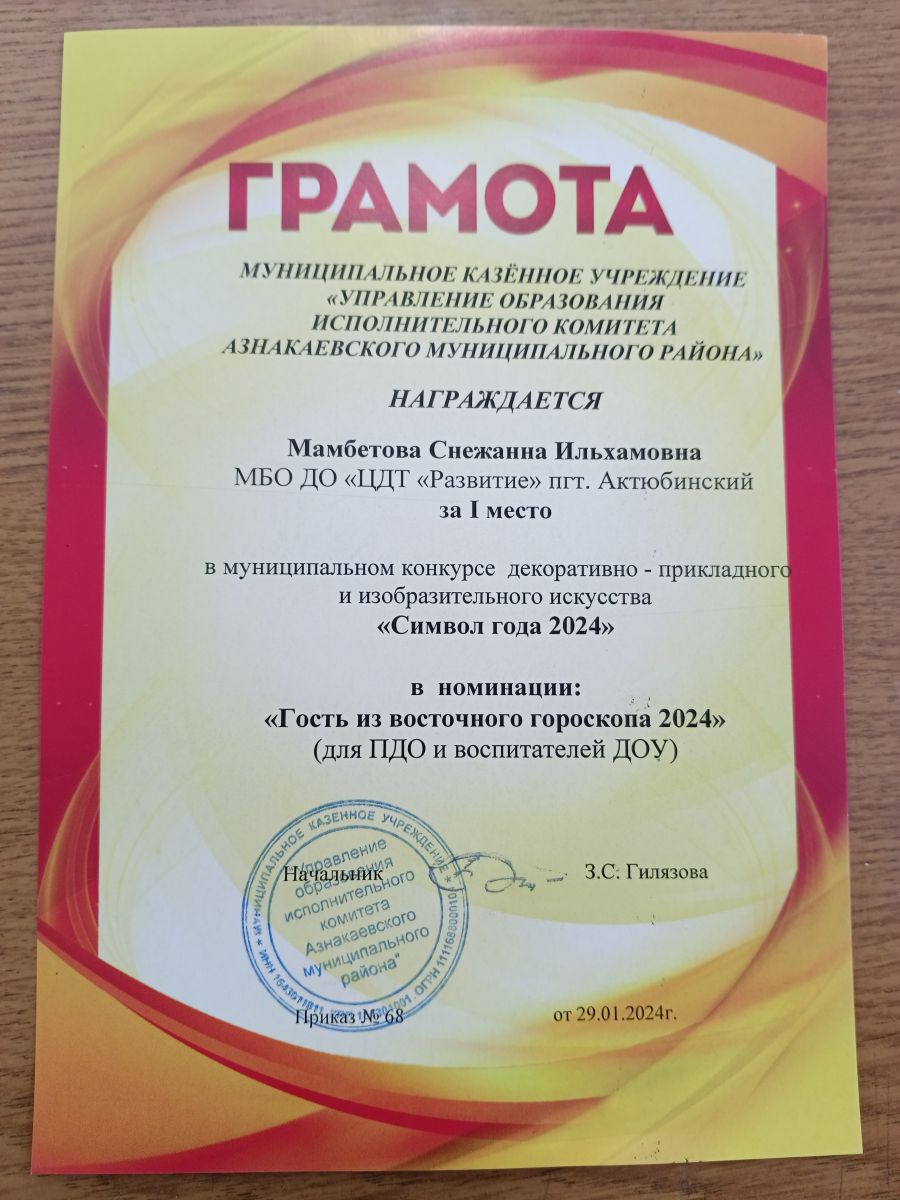 ГРАМОТА
МУНИЦИПАЛЬНОЕ КАЗЁННОЕ УЧРЕЖДЕНИЕ
«УПРАВЛЕНИЕ ОБРАЗОВАНИЯ
ИСПОЛНИТЕЛЬНОГО КОМИТЕТА
АЗНАКАЕВСКОГО МУНИЦИПАЛЬНОГО РАЙОНА»
НАГРАЖДАЕТСЯ
Мамбетова Снежанна Ильхамовна
МБО ДО «ЦДТ «Развитие» пгт. Актюбинский
за I место
в муниципальном конкурсе декоративно - прикладного
и изобразительного искусства
«Символ года 2024»
в номинации:
«Гость из восточного гороскопа 2024»
(для ПДО и воспитателей ДОУ)
Начальник З.С. Гилязова
МУНИЦИПАЛЬНОЕ КАЗЕННОЕ УЧРЕЖДЕНИЕ
"Управление
образования
исполнительного
комитета
Азнакаевского
муниципального
района"
Приказ № 68 от 29.01.2024г.